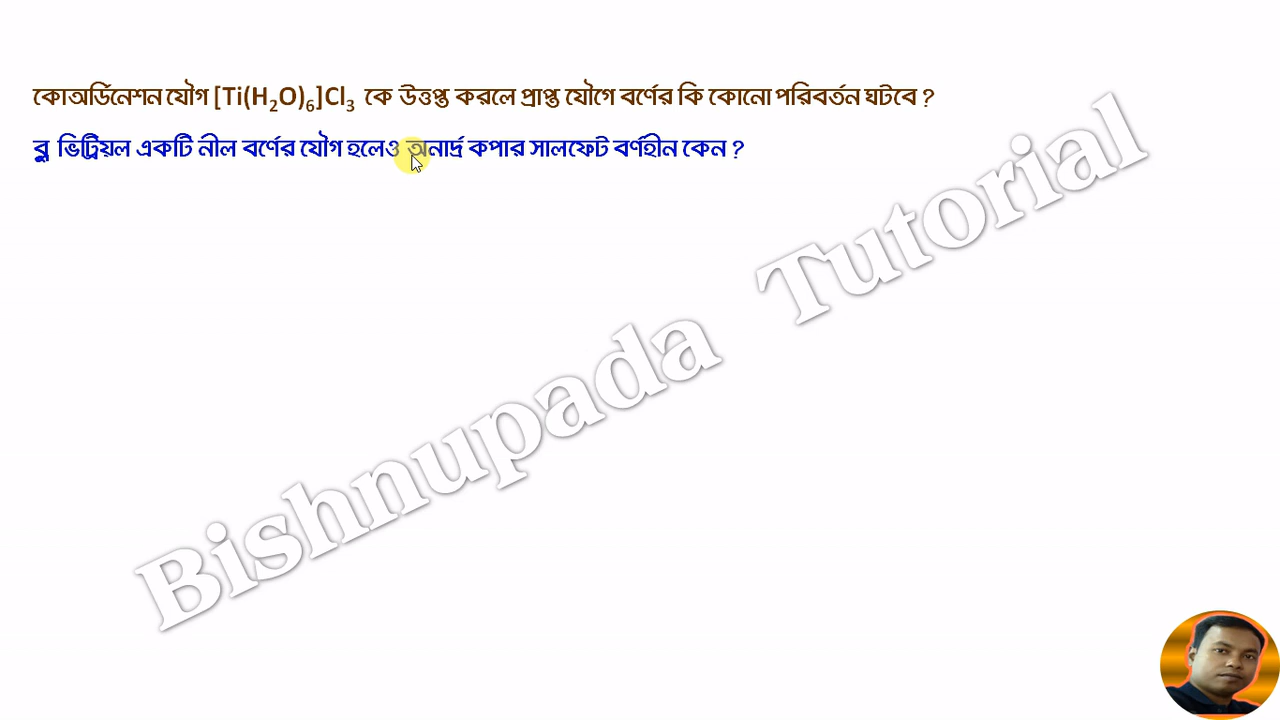 কোঅর্ডিনেশন যৌগ [Ti(H₂O)₆]Cl₃ কে উত্তপ্ত করলে প্রাপ্ত যৌগে বর্ণের কি কোনো পরিবর্তন ঘটবে ?
ব্লু ভিট্রিয়ল একটি নীল বর্ণের যৌগ হলেও অনার্দ্র কপার সালফেট বর্ণহীন কেন ?
Bishnupada Tutorial